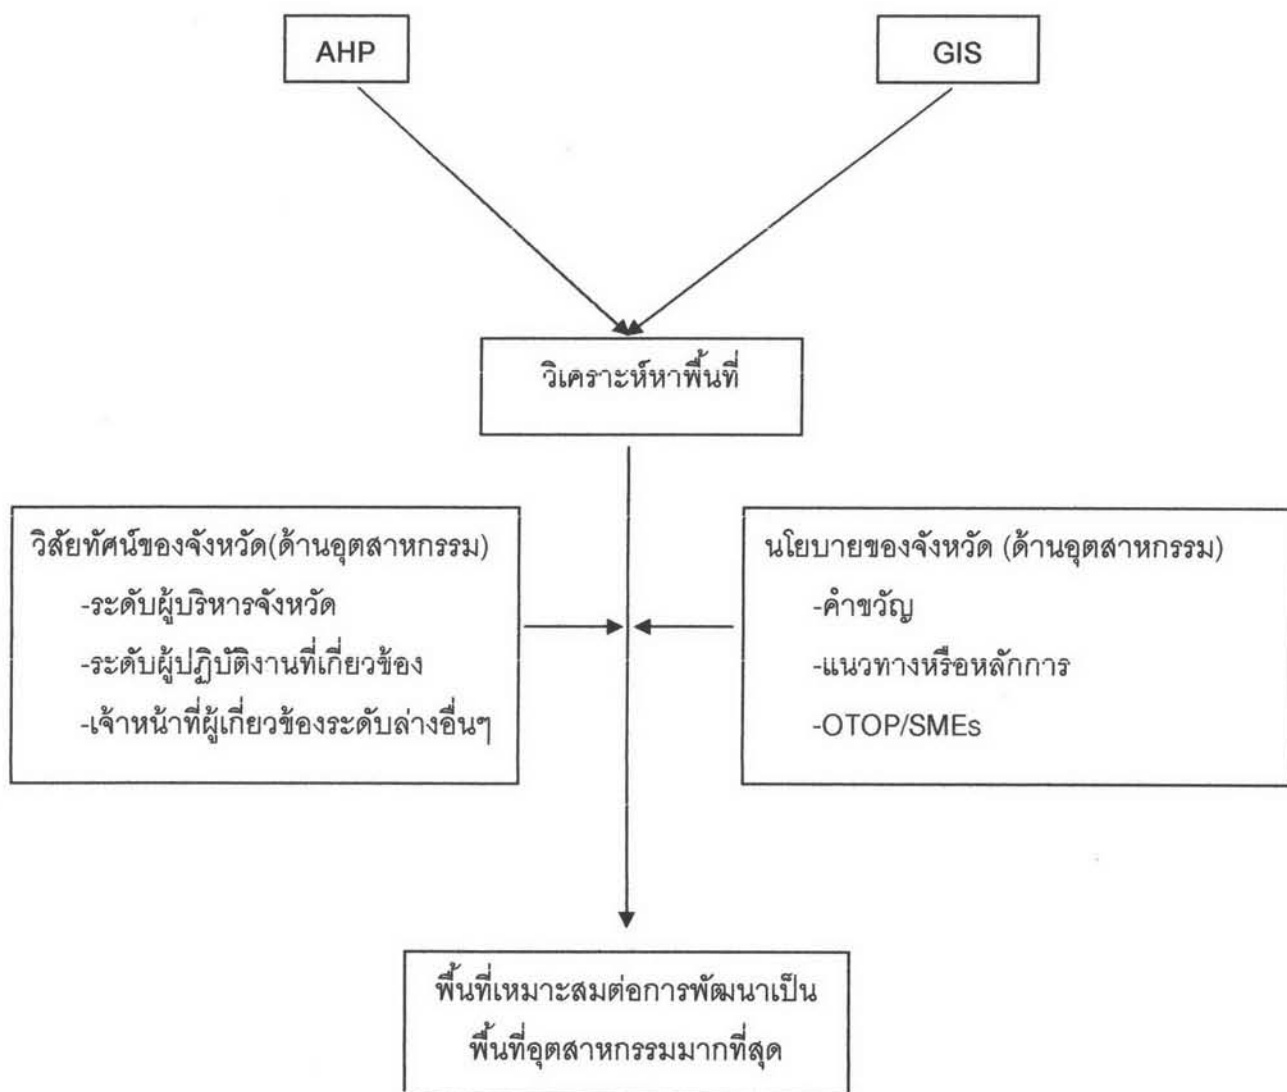 AHP
GIS
วิเคราะห์หาพื้นที่
วิสัยทัศน์ของจังหวัด(ด้านอุตสาหกรรม)
-ระดับผู้บริหารจังหวัด
-ระดับผู้ปฏิบัติงานที่เกี่ยวข้อง
-เจ้าหน้าที่ผู้เกี่ยวข้องระดับล่างอื่นๆ
นโยบายของจังหวัด (ด้านอุตสาหกรรม)
-คำขวัญ
-แนวทางหรือหลักการ
-OTOP/SMEs
พื้นที่เหมาะสมต่อการพัฒนาเป็น
พื้นที่อุตสาหกรรมมากที่สุด